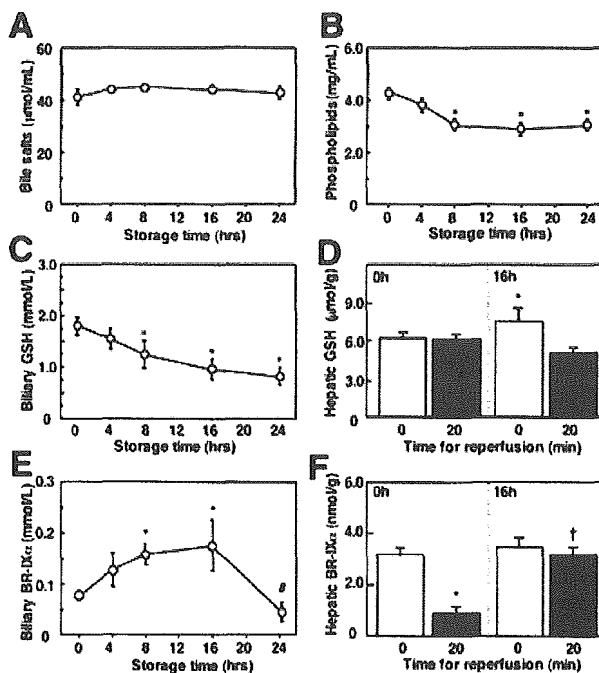 A
B
60
40
20
0
Bile salts (μmol/mL)
0 4 8 12 16 24
Storage time (hrs)
6.0
4.0
2.0
0
Phospholipids (mg/mL)
* * *
0 4 8 12 16 24
Storage time (hrs)
C
D
3.0
2.0
1.0
0
Biliary GSH (mmol/L)
* * *
0 4 8 12 16 24
Storage time (hrs)
0h 16h
9.0
6.0
3.0
0
Hepatic GSH (μmol/g)
*
0 20 0 20
Time for reperfusion (min)
E
F
0.3
0.2
0.1
0
Biliary BR-IXα (mmol/L)
* *
0 4 8 12 16 24
Storage time (hrs)
0h 16h
6.0
4.0
2.0
0
Hepatic BR-IXα (nmol/g)
* †
0 20 0 20
Time for reperfusion (min)